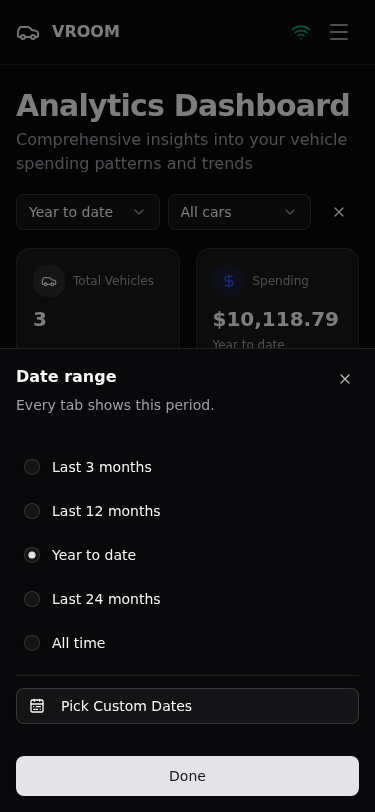 VROOM
Analytics Dashboard
Comprehensive insights into your vehicle
spending patterns and trends
Year to date
All cars
Total Vehicles
3
Spending
$10,118.79
Year to date
Date range
Every tab shows this period.
Last 3 months
Last 12 months
Year to date
Last 24 months
All time
Pick Custom Dates
Done